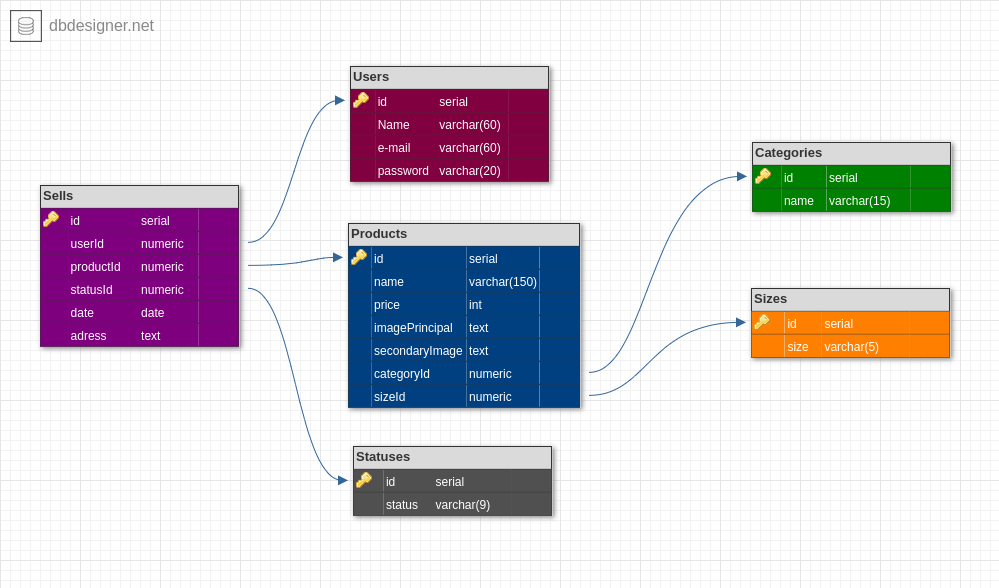 dbdesigner.net
Users
id serial
Name varchar(60)
e-mail varchar(60)
password varchar(20)
Sells
id serial
userId numeric
productId numeric
statusId numeric
date date
adress text
Products
id serial
name varchar(150)
price int
imagePrincipal text
secondaryImage text
categoryId numeric
sizeId numeric
Statuses
id serial
status varchar(9)
Categories
id serial
name varchar(15)
Sizes
id serial
size varchar(5)